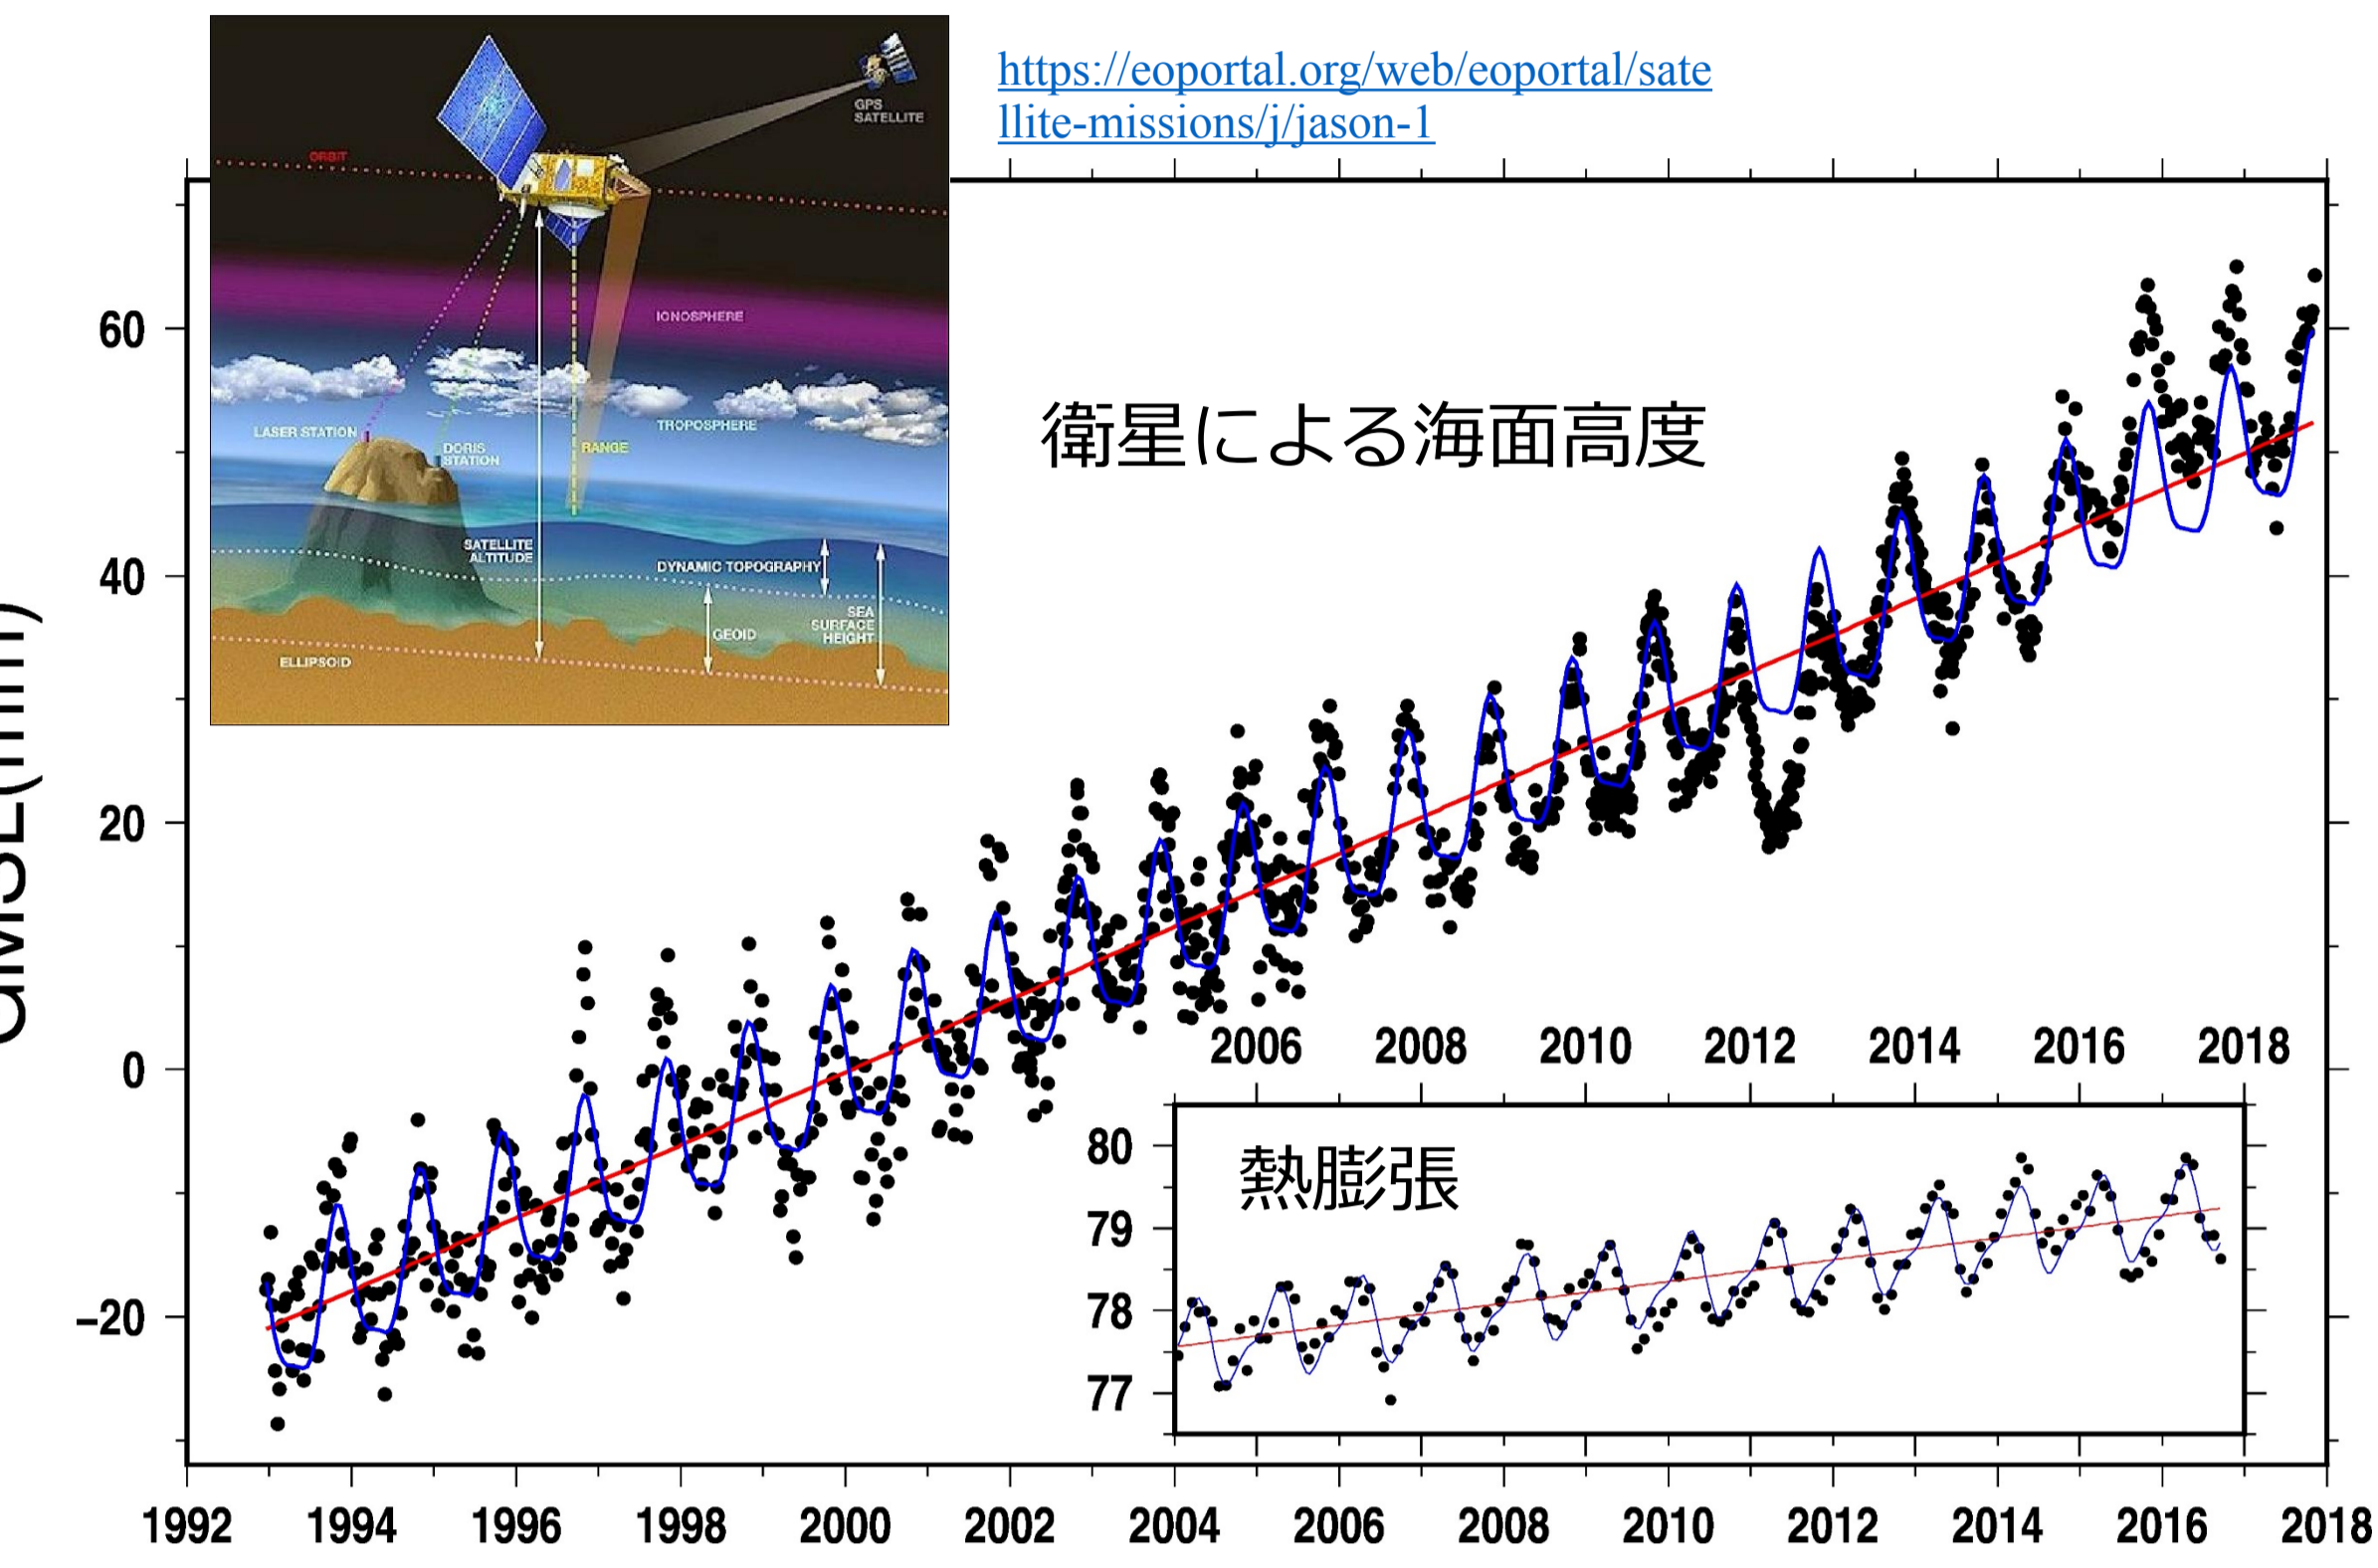 https://eoportal.org/web/eoportal/sate
llite-missions/j/jason-1
GPS
SATELLITE
ORBIT
IONOSPHERE
TROPOSPHERE
LASER STATION
DORIS
STATION
RANGE
SATELLITE
ALTITUDE
DYNAMIC TOPOGRAPHY
SEA
SURFACE
HEIGHT
GEOID
ELLIPSOID
衛星による海面高度
60
40
20
0
−20
2006 2008 2010 2012 2014 2016 2018
熱膨張
80
79
78
77
1992 1994 1996 1998 2000 2002 2004 2006 2008 2010 2012 2014 2016 2018